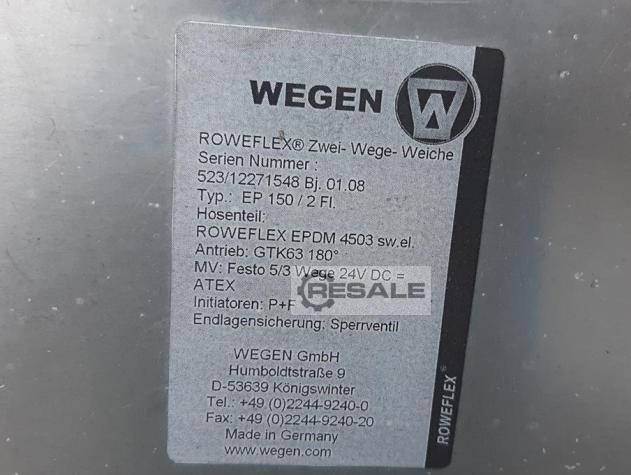 WEGEN
W
ROWEFLEX® Zwei- Wege- Weiche
Serien Nummer :
523/12271548 Bj. 01.08
Typ.: EP 150 / 2 Fl.
Hosenteil:
ROWEFLEX EPDM 4503 sw.el.
Antrieb: GTK63 180°
MV: Festo 5/3 Wege 24V DC =
ATEX
RESALE
Initiatoren: P+F
Endlagensicherung: Sperrventil
WEGEN GmbH
Humboldtstraße 9
D-53639 Königswinter
Tel.: +49 (0)2244-9240-0
Fax: +49 (0)2244-9240-20
Made in Germany
www.wegen.com
ROWEFLEX®